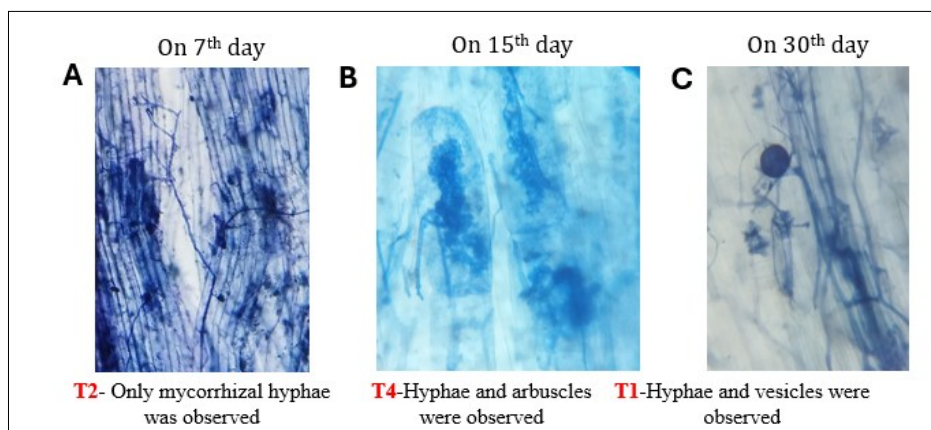 On 7th day
On 15th day
On 30th day
A
B
C
T2- Only mycorrhizal hyphae
was observed
T4-Hyphae and arbuscles
were observed
T1-Hyphae and vesicles were
observed